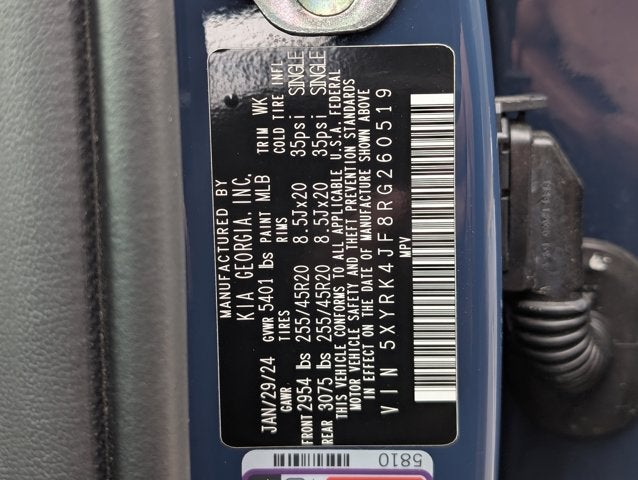 MANUFACTURED BY
KIA GEORGIA, INC.
JAN/29/24 GVWR 5401 lbs PAINT MLB TRIM WK
GAWR TIRES RIMS COLD TIRE INFL
FRONT 2954 lbs 255/45R20 8.5Jx20 35psi SINGLE
REAR 3075 lbs 255/45R20 8.5Jx20 35psi SINGLE
THIS VEHICLE CONFORMS TO ALL APPLICABLE U.S.A. FEDERAL
MOTOR VEHICLE SAFETY AND THEFT PREVENTION STANDARDS
IN EFFECT ON THE DATE OF MANUFACTURE SHOWN ABOVE
VIN 5XYRK4JF8RG260519
MPV
5810